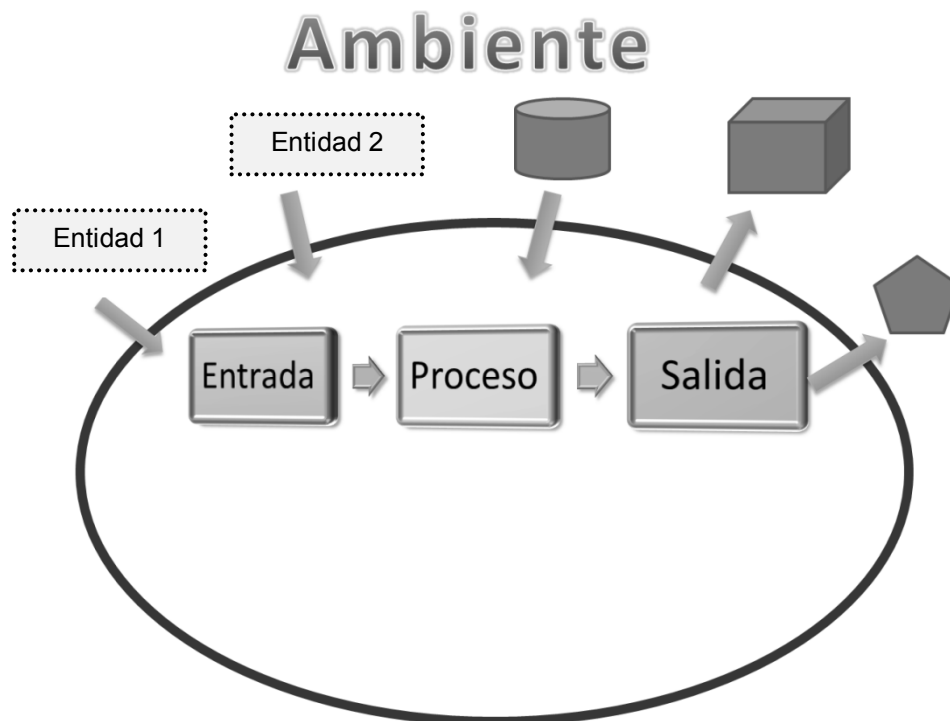 Ambiente
Entidad 2
Entidad 1
Entrada
Proceso
Salida